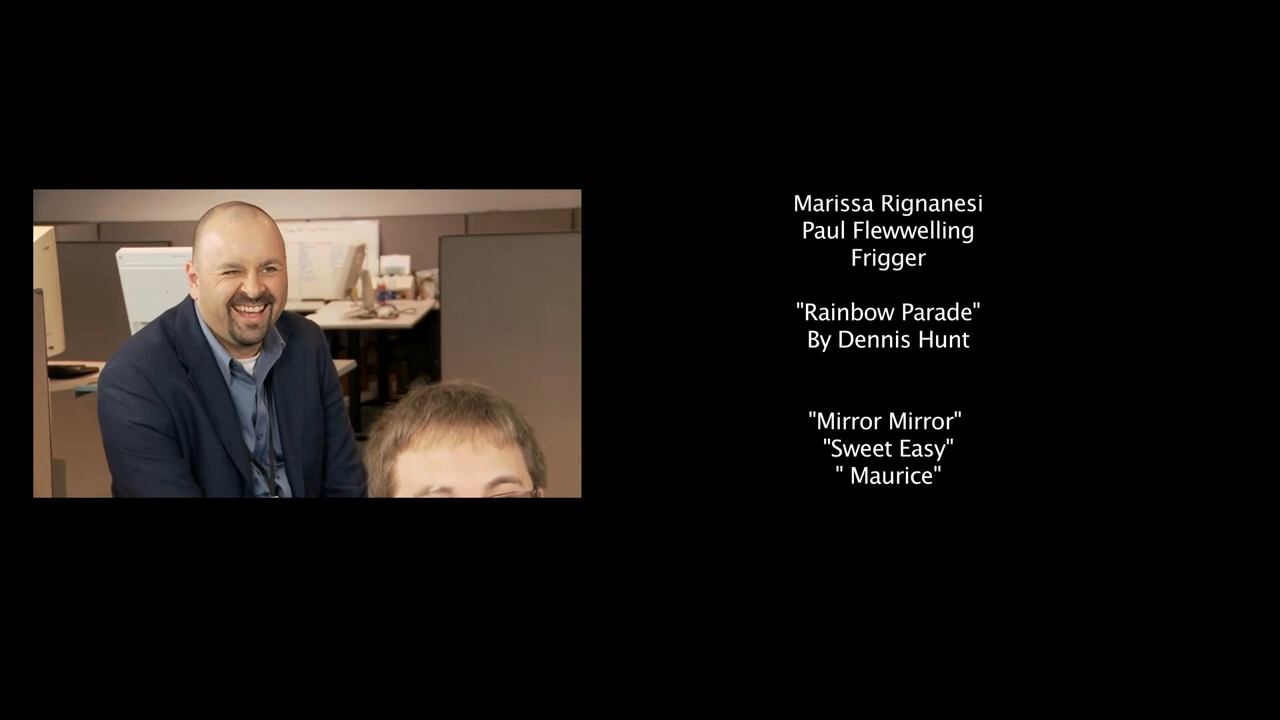 Marissa Rignanesi
Paul Flewwelling
Frigger
"Rainbow Parade"
By Dennis Hunt
"Mirror Mirror"
"Sweet Easy"
" Maurice"